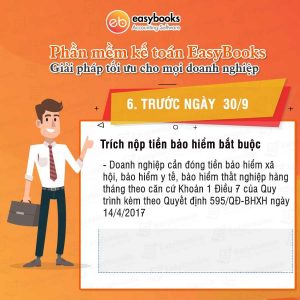 eb easybooks
Accounting Software
Phần mềm kế toán EasyBooks
Giải pháp tối ưu cho mọi doanh nghiệp
6. TRƯỚC NGÀY 30/9
Trích nộp tiền bảo hiểm bắt buộc
- Doanh nghiệp cần đóng tiền bảo hiểm xã
hội, bảo hiểm y tế, bảo hiểm thất nghiệp hàng
tháng theo căn cứ Khoản 1 Điều 7 của Quy
trình kèm theo Quyết định 595/QĐ-BHXH ngày
14/4/2017